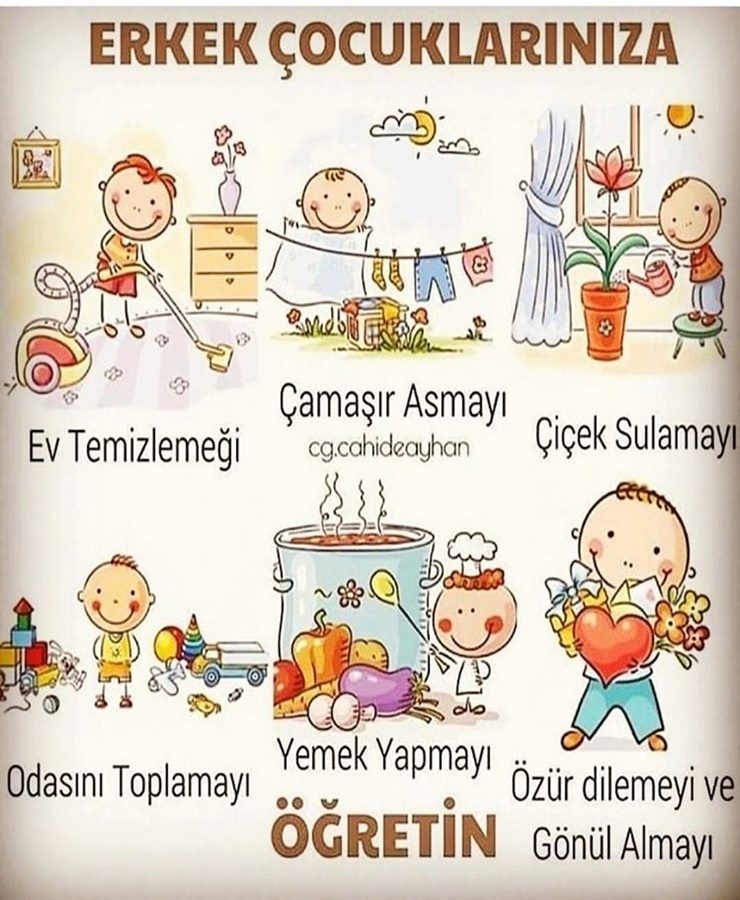 ERKEK ÇOCUKLARINIZA
Ev Temizlemeği
Çamaşır Asmayı
cg.cahideayhan
Çiçek Sulamayı
Odasını Toplamayı
Yemek Yapmayı
Özür dilemeyi ve
Gönül Almayı
ÖĞRETİN